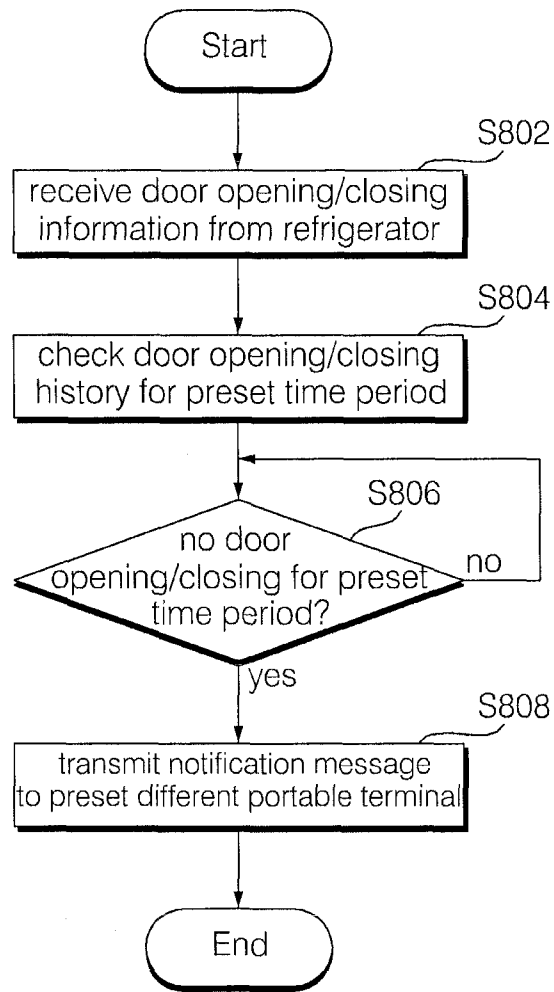 Start
S802
receive door opening/closing
information from refrigerator
S804
check door opening/closing
history for preset time period
S806
no door
opening/closing for preset
time period?
no
yes
S808
transmit notification message
to preset different portable terminal
End